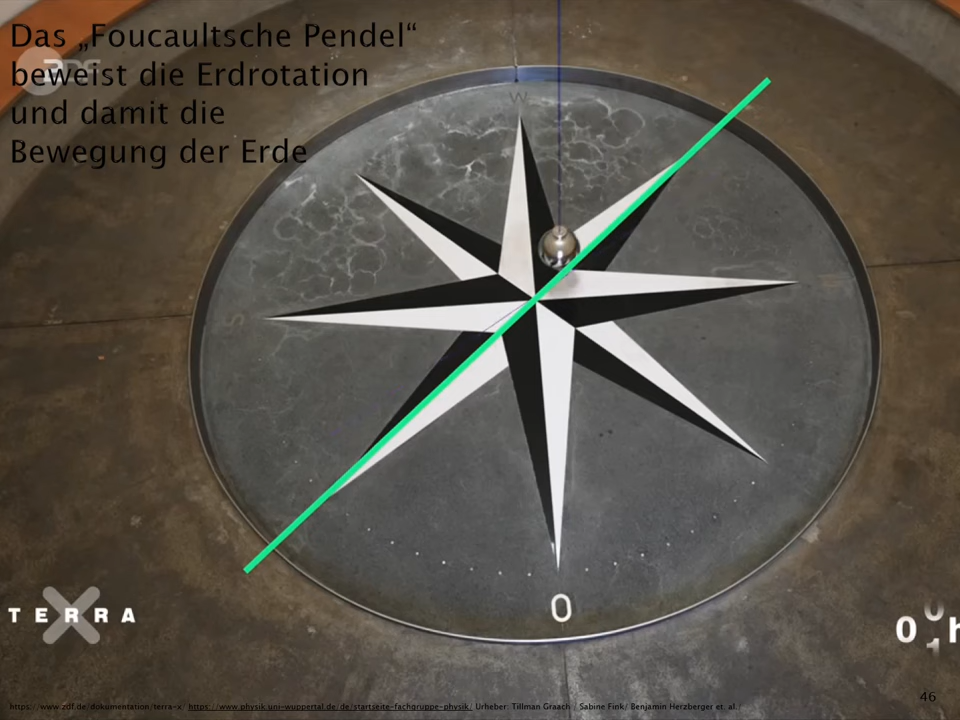 Das „Foucaultsche Pendel“
ZDF
beweist die Erdrotation
und damit die
Bewegung der Erde
W
S
N
O
TERRA X
0 h
46
https://www.zdf.de/dokumentation/terra-x/ https://www.physik.uni-wuppertal.de/de/startseite-fachgruppe-physik/ Urheber: Tillman Graach / Sabine Fink/ Benjamin Herzberger et. al./